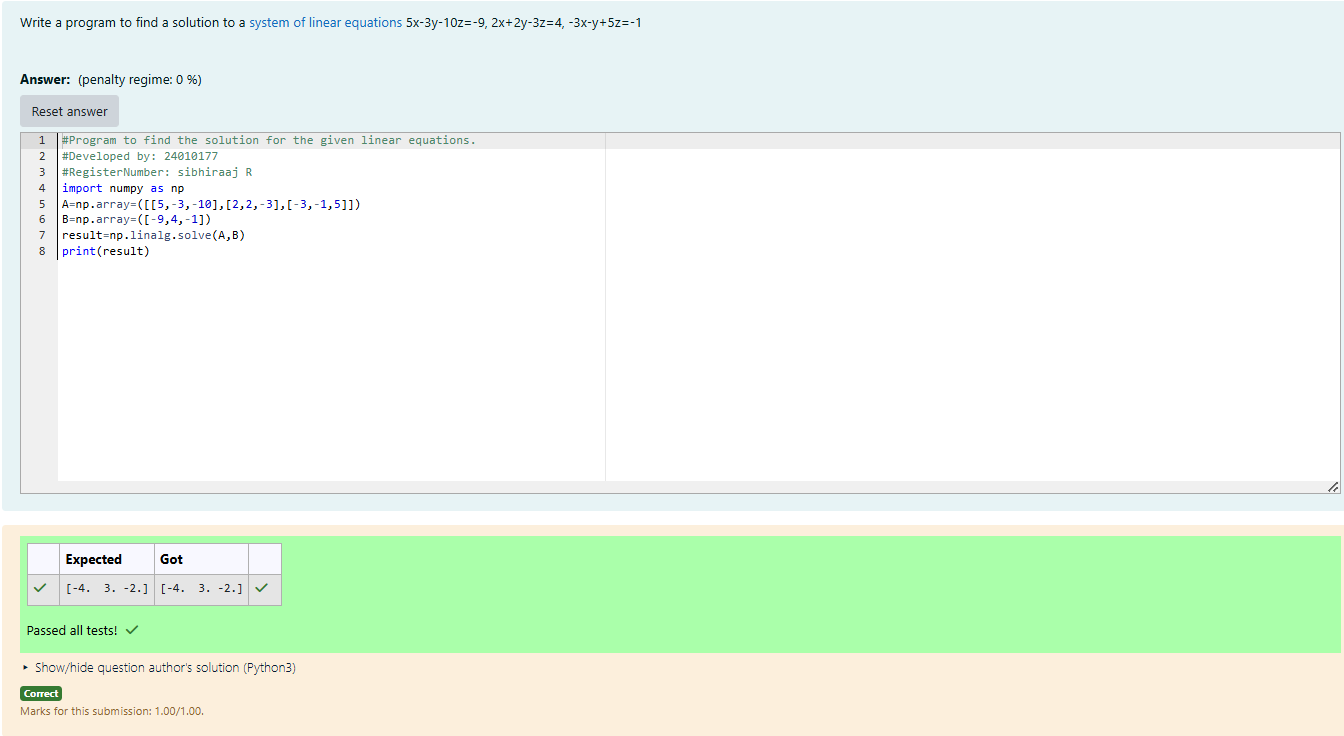 Write a program to find a solution to a system of linear equations 5x-3y-10z=-9, 2x+2y-3z=4, -3x-y+5z=-1
Answer: (penalty regime: 0 %)
Reset answer
1 #Program to find the solution for the given linear equations.
2 #Developed by: 24010177
3 #RegisterNumber: sibhiraaj R
4 import numpy as np
5 A=np.array=([[5,-3,-10],[2,2,-3],[-3,-1,5]])
6 B=np.array=([-9,4,-1])
7 result=np.linalg.solve(A,B)
8 print(result)
Expected Got
[-4.  3. -2.] [-4.  3. -2.]
Passed all tests!
Show/hide question author's solution (Python3)
Correct
Marks for this submission: 1.00/1.00.